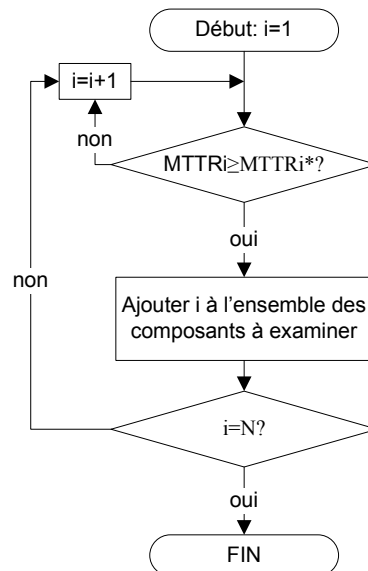 Début: i=1
i=i+1
non
MTTRi≥MTTRi*?
oui
non
Ajouter i à l'ensemble des
composants à examiner
i=N?
oui
FIN